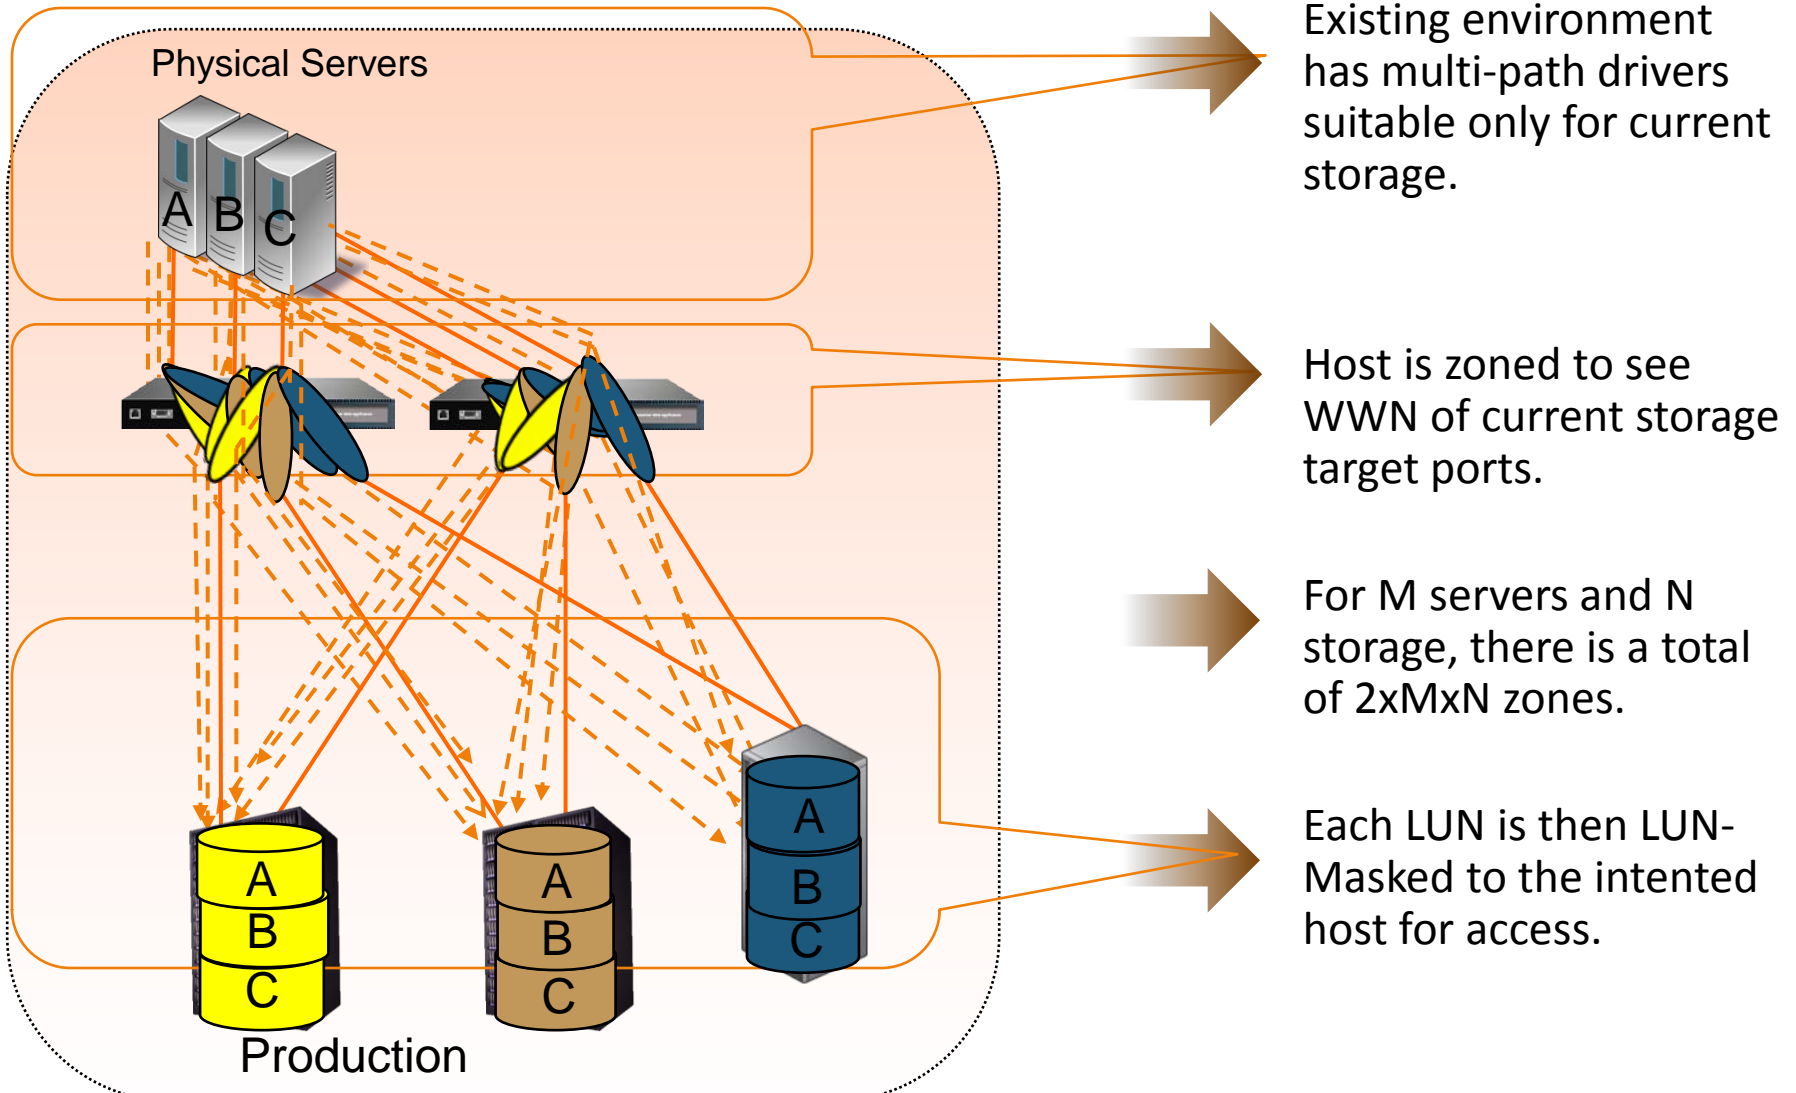 Physical Servers
A B C
A
B
C
A
B
C
A
B
C
Production
Existing environment
has multi-path drivers
suitable only for current
storage.
Host is zoned to see
WWN of current storage
target ports.
For M servers and N
storage, there is a total
of 2xMxN zones.
Each LUN is then LUN-
Masked to the intented
host for access.